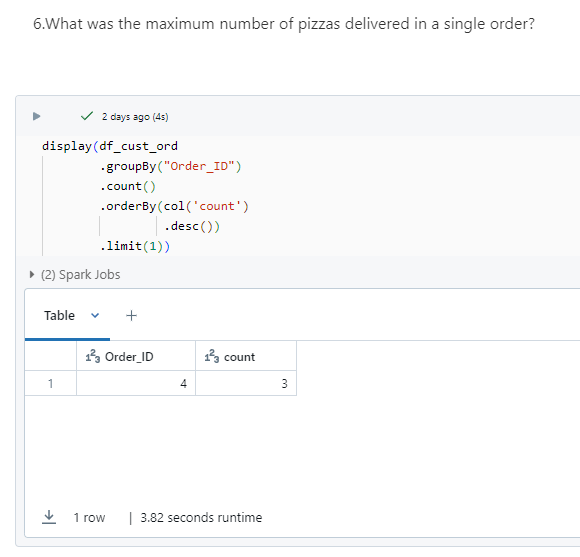 6.What was the maximum number of pizzas delivered in a single order?
2 days ago (4s)
display(df_cust_ord
.groupBy("Order_ID")
.count()
.orderBy(col('count')
.desc())
.limit(1))
(2) Spark Jobs
Table +
1²3 Order_ID 1²3 count
1 4 3
1 row | 3.82 seconds runtime